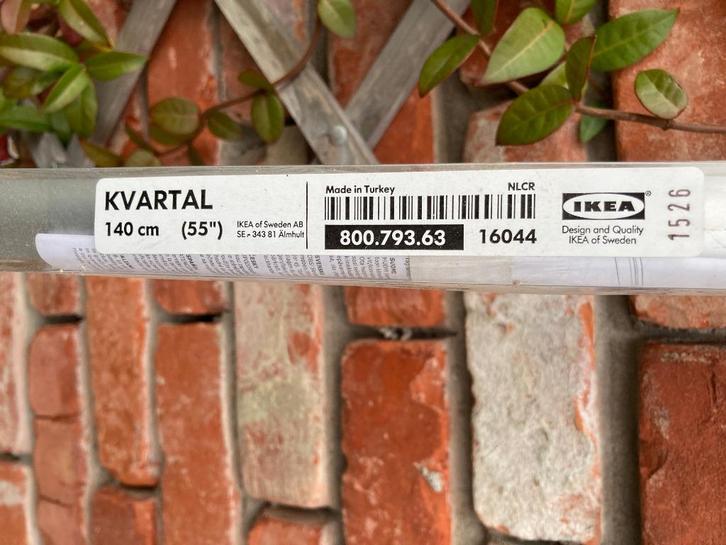 KVARTAL
140 cm (55")
IKEA of Sweden AB
SE - 343 81 Älmhult
Made in Turkey
NLCR
800.793.63
16044
IKEA®
Design and Quality
IKEA of Sweden
1526